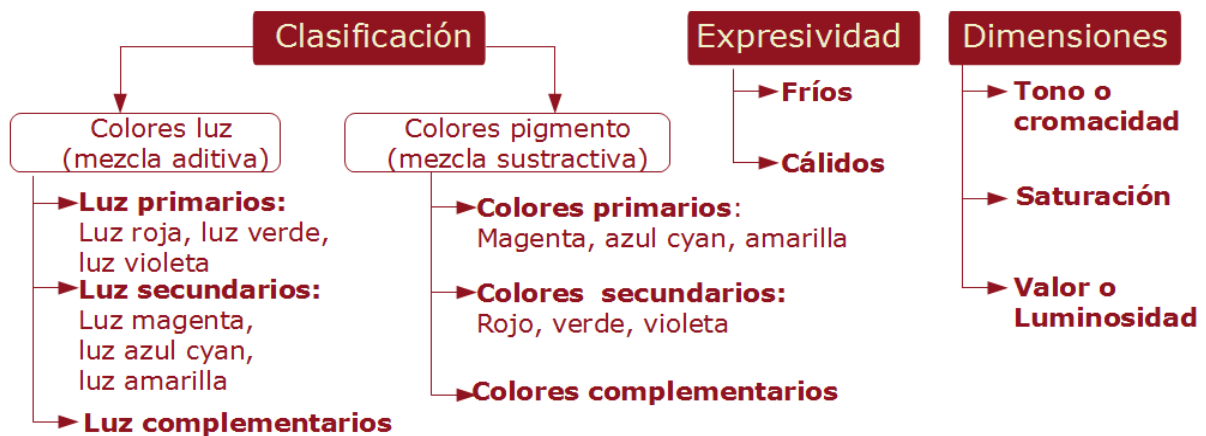 Clasificación
Colores luz
(mezcla aditiva)
Luz primarios:
Luz roja, luz verde,
luz violeta
Luz secundarios:
Luz magenta,
luz azul cyan,
luz amarilla
Luz complementarios
Colores pigmento
(mezcla sustractiva)
Colores primarios:
Magenta, azul cyan, amarilla
Colores secundarios:
Rojo, verde, violeta
Colores complementarios
Expresividad
Fríos
Cálidos
Dimensiones
Tono o
cromacidad
Saturación
Valor o
Luminosidad